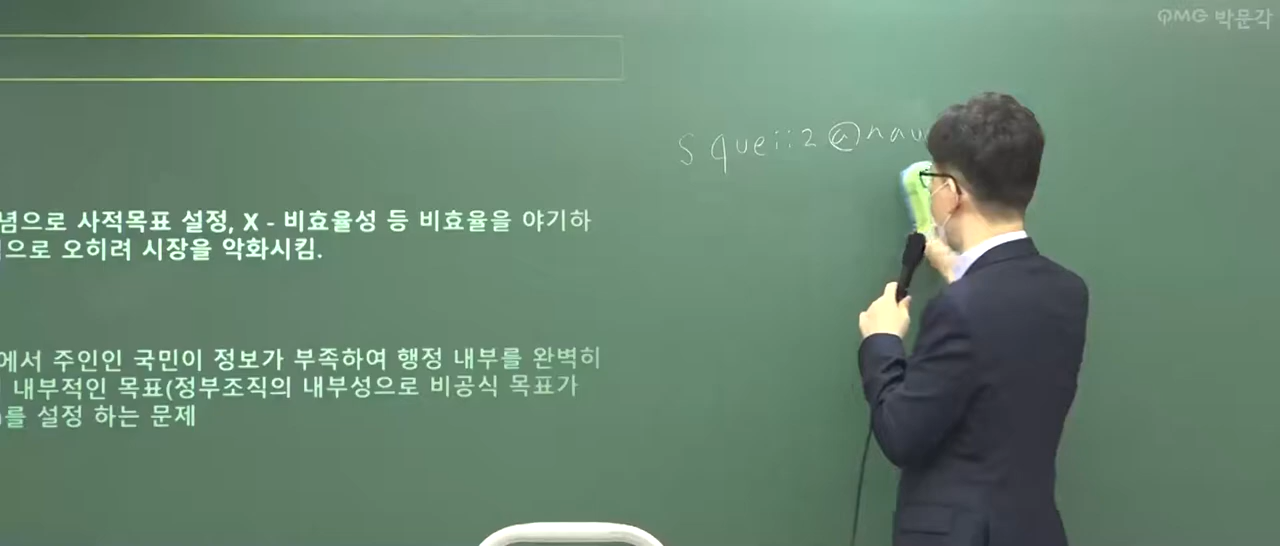 PMG 박문각
squeii2@nav
념으로 사적목표 설정, X - 비효율성 등 비효율을 야기하
으로 오히려 시장을 악화시킴.
에서 주인인 국민이 정보가 부족하여 행정 내부를 완벽히
내부적인 목표(정부조직의 내부성으로 비공식 목표가
를 설정 하는 문제